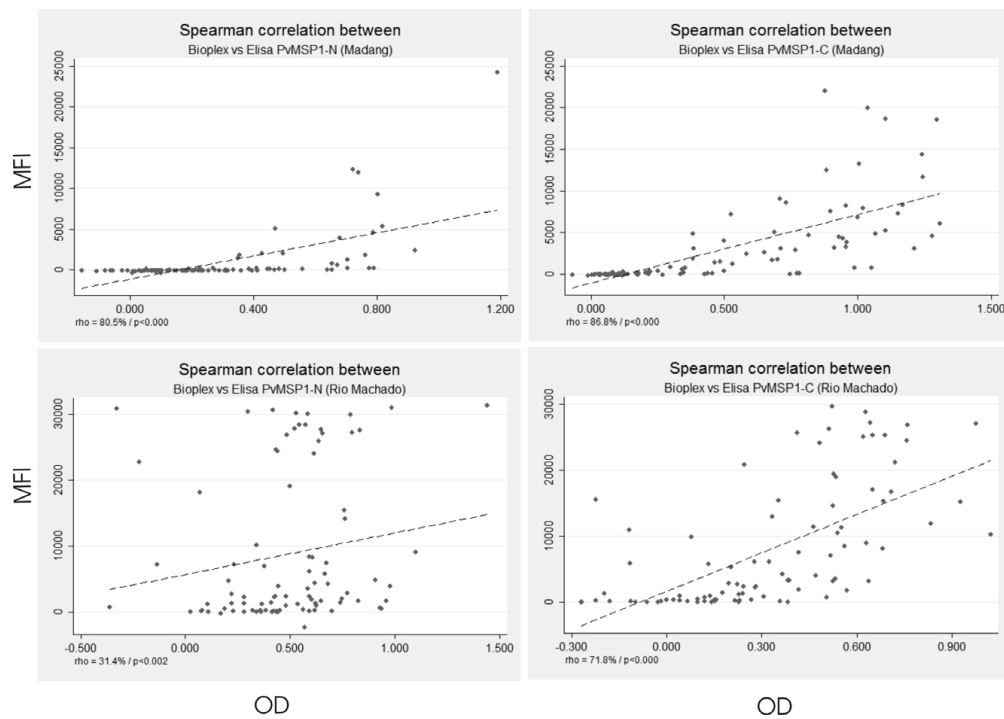 Spearman correlation between
Bioplex vs Elisa PvMSP1-N (Madang)
25000
20000
15000
10000
5000
0
0.000
0.400
0.800
1.200
rho = 80.5% / p<0.000
Spearman correlation between
Bioplex vs Elisa PvMSP1-C (Madang)
25000
20000
15000
10000
5000
0
0.000
0.500
1.000
1.500
rho = 86.8% / p<0.000
MFI
Spearman correlation between
Bioplex vs Elisa PvMSP1-N (Rio Machado)
30000
20000
10000
0
-0.500
0.000
0.500
1.000
1.500
rho = 31.4% / p<0.002
Spearman correlation between
Bioplex vs Elisa PvMSP1-C (Rio Machado)
30000
20000
10000
0
-0.300
0.000
0.300
0.600
0.900
rho = 71.8% / p<0.000
MFI
OD
OD